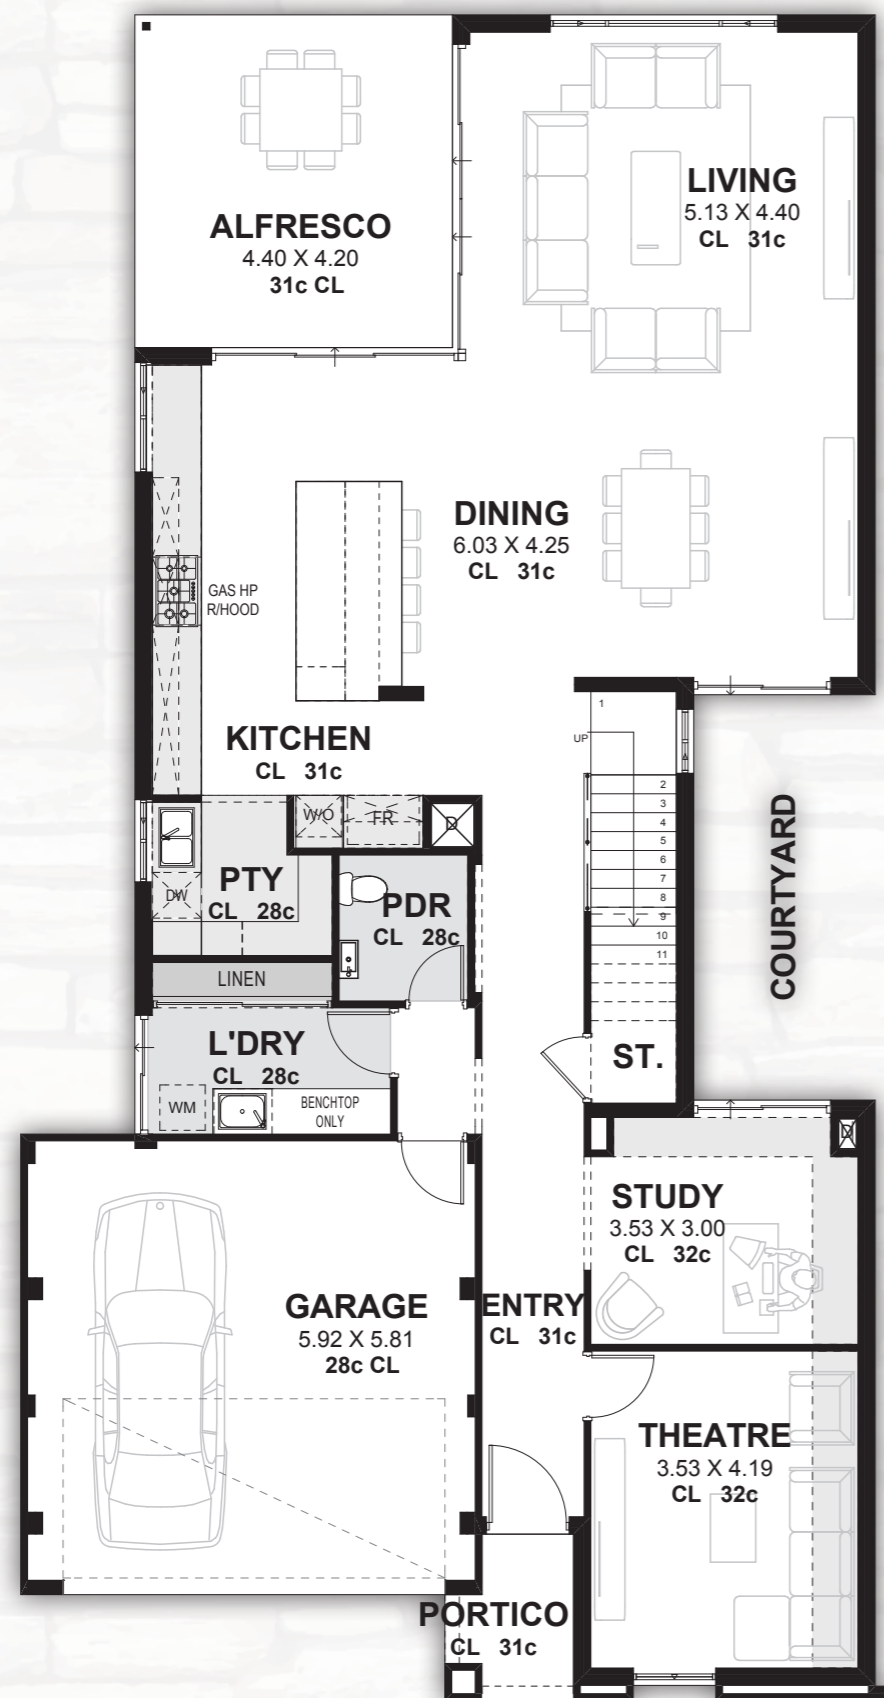 ALFRESCO
4.40 X 4.20
31c CL
LIVING
5.13 X 4.40
CL 31c
DINING
6.03 X 4.25
CL 31c
GAS HP
R/HOOD
KITCHEN
CL 31c
1
UP
2
3
4
5
6
7
8
9
10
11
W/O
FR
D
COURTYARD
PTY
CL 28c
DW
PDR
CL 28c
LINEN
L'DRY
CL 28c
WM
BENCHTOP
ONLY
ST.
D
STUDY
3.53 X 3.00
CL 32c
GARAGE
5.92 X 5.81
28c CL
ENTRY
CL 31c
THEATRE
3.53 X 4.19
CL 32c
PORTICO
CL 31c